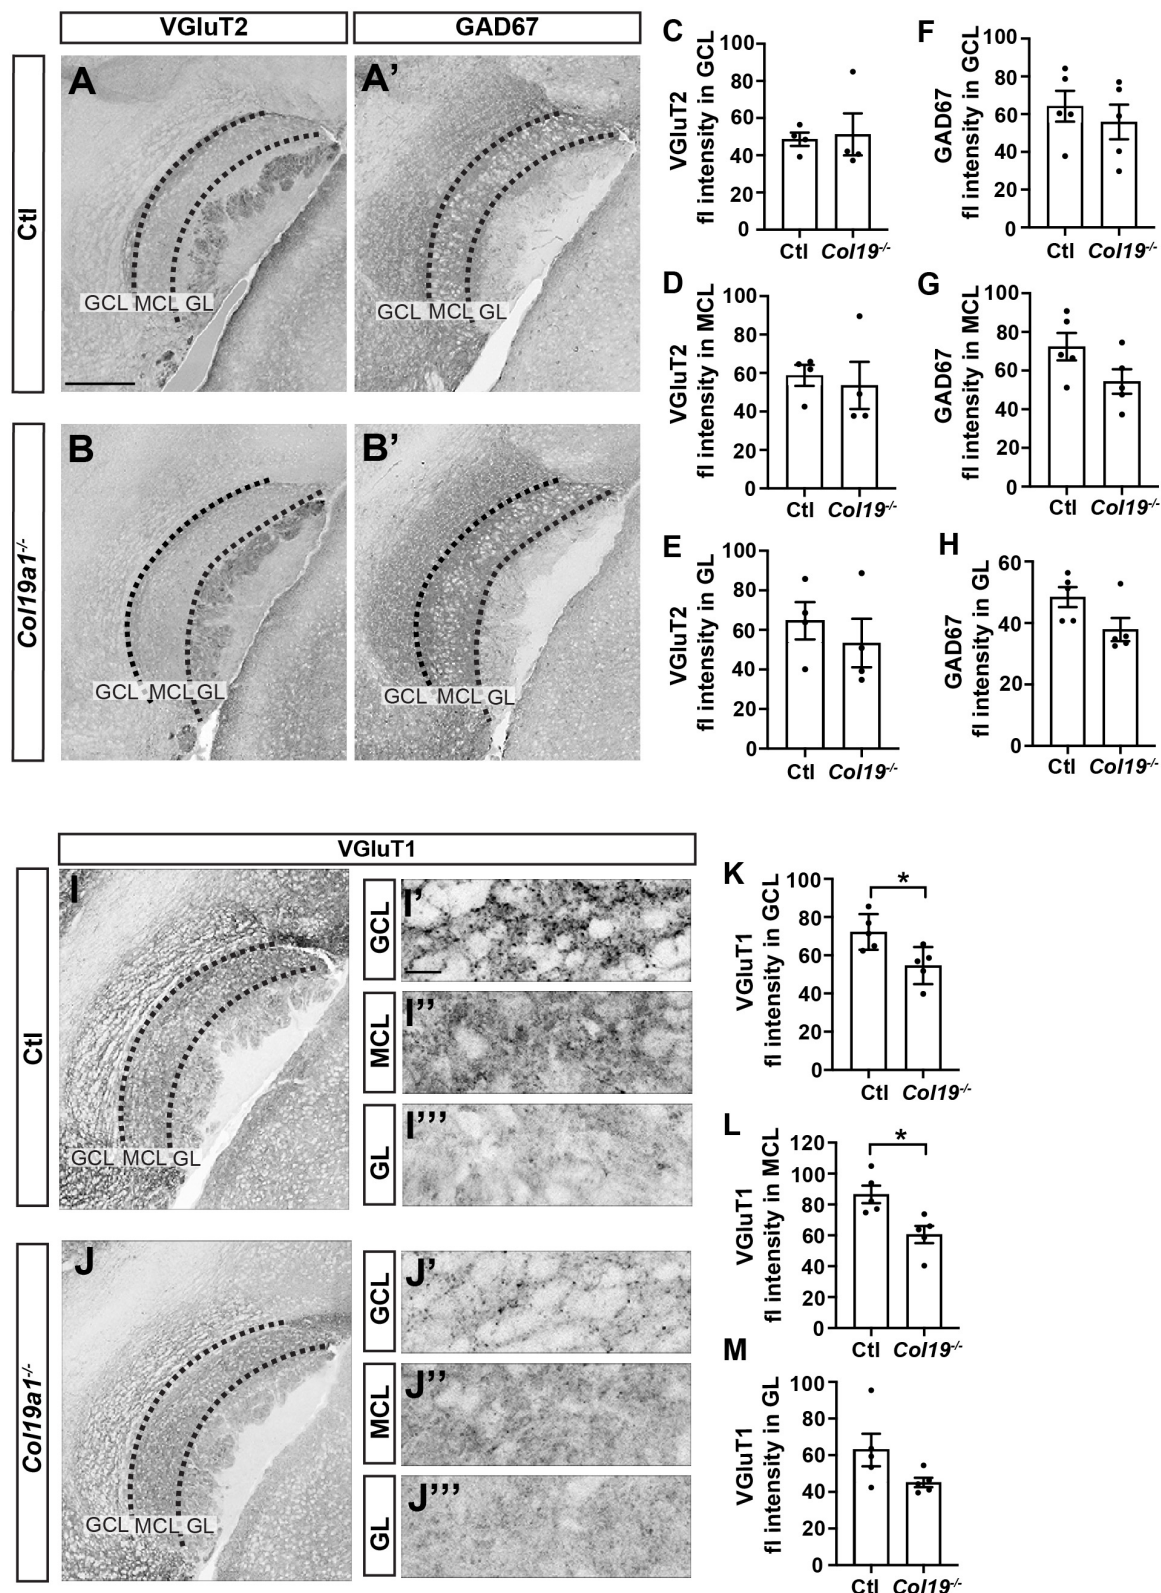 VGluT2
GAD67
Ctl
A
A’
GCL MCL GL
GCL MCL GL
Col19a1-/-
B
B’
GCL MCL GL
GCL MCL GL
C
VGluT2
fl intensity in GCL
100
80
60
40
20
0
Ctl Col19-/-
F
GAD67
fl intensity in GCL
100
80
60
40
20
0
Ctl Col19-/-
D
VGluT2
fl intensity in MCL
100
80
60
40
20
0
Ctl Col19-/-
G
GAD67
fl intensity in MCL
100
80
60
40
20
0
Ctl Col19-/-
E
VGluT2
fl intensity in GL
100
80
60
40
20
0
Ctl Col19-/-
H
GAD67
fl intensity in GL
60
40
20
0
Ctl Col19-/-
VGluT1
Ctl
I
GCL MCL GL
GCL
I’
MCL
I’’
GL
I’’’
Col19a1-/-
J
GCL MCL GL
GCL
J’
MCL
J’’
GL
J’’’
K
VGluT1
fl intensity in GCL
100
80
60
40
20
0
*
Ctl Col19-/-
L
VGluT1
fl intensity in MCL
120
100
80
60
40
20
0
*
Ctl Col19-/-
M
VGluT1
fl intensity in GL
100
80
60
40
20
0
Ctl Col19-/-